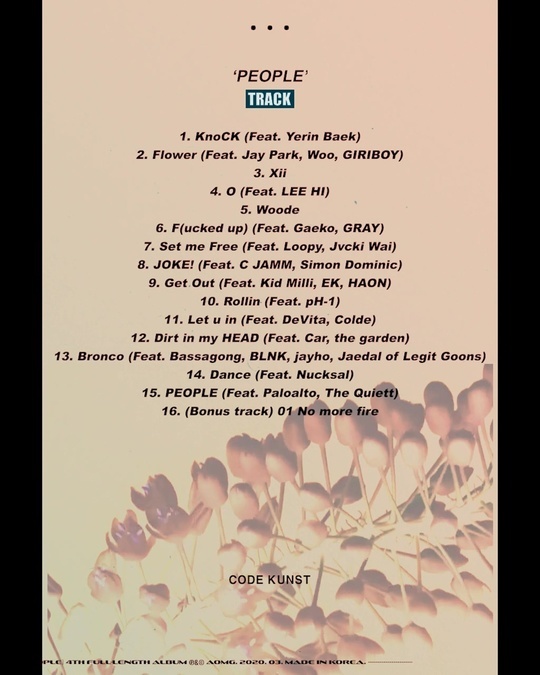 ‘PEOPLE’
TRACK
1. KnoCK (Feat. Yerin Baek)
2. Flower (Feat. Jay Park, Woo, GIRIBOY)
3. Xii
4. O (Feat. LEE HI)
5. Woode
6. F(ucked up) (Feat. Gaeko, GRAY)
7. Set me Free (Feat. Loopy, Jvcki Wai)
8. JOKE! (Feat. C JAMM, Simon Dominic)
9. Get Out (Feat. Kid Milli, EK, HAON)
10. Rollin (Feat. pH-1)
11. Let u in (Feat. DeVita, Colde)
12. Dirt in my HEAD (Feat. Car, the garden)
13. Bronco (Feat. Bassagong, BLNK, jayho, Jaedal of Legit Goons)
14. Dance (Feat. Nucksal)
15. PEOPLE (Feat. Paloalto, The Quiett)
16. (Bonus track) 01 No more fire
CODE KUNST
PLE 4TH FULL LENGTH ALBUM ℗&© AOMG. 2020. 03. MADE IN KOREA.